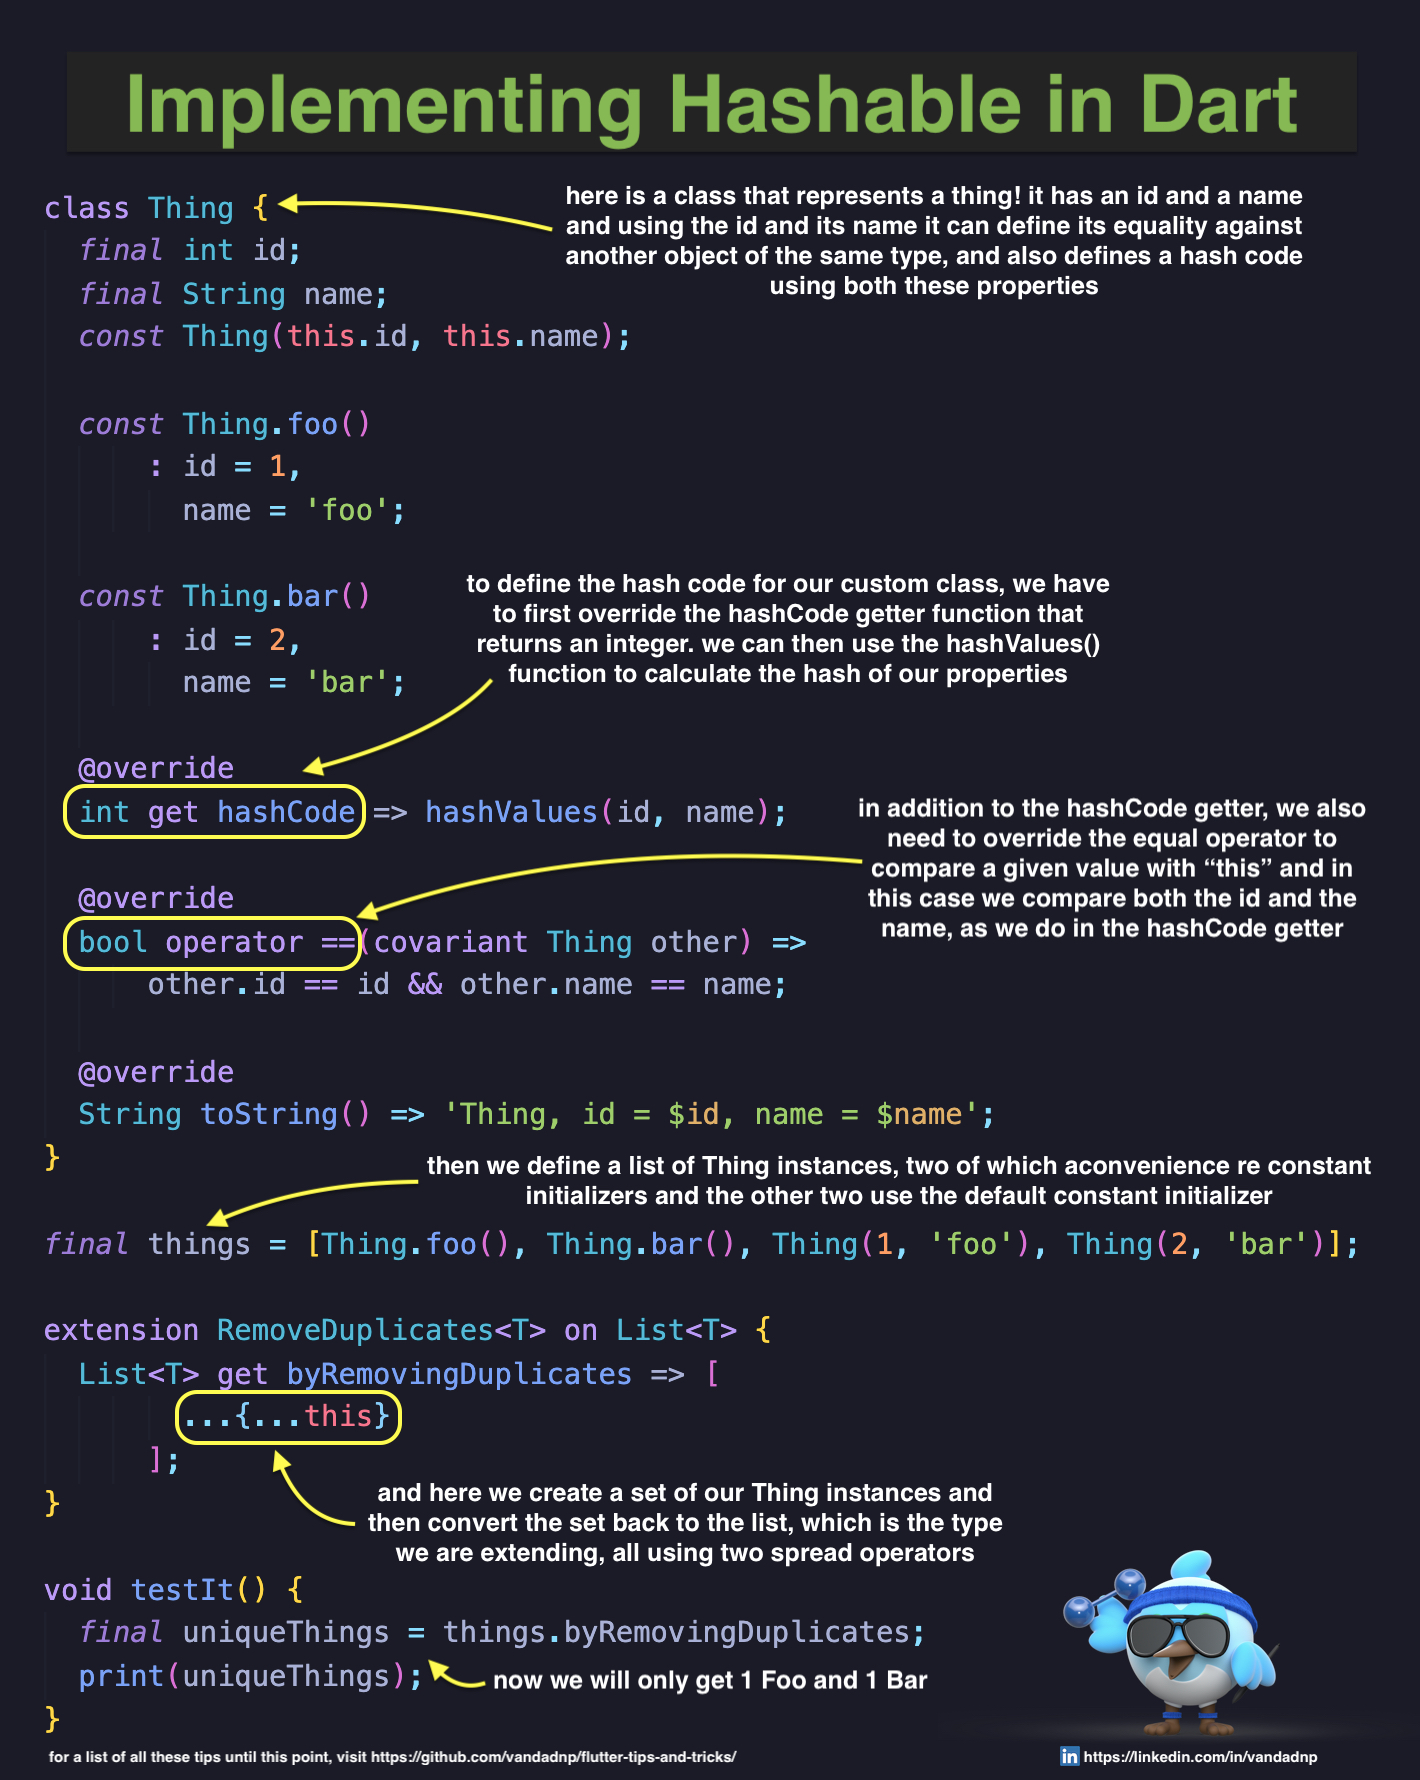 Implementing Hashable in Dart
class Thing {
here is a class that represents a thing! it has an id and a name
and using the id and its name it can define its equality against
another object of the same type, and also defines a hash code
using both these properties
final int id;
final String name;
const Thing(this.id, this.name);
const Thing.foo()
: id = 1,
name = 'foo';
const Thing.bar()
: id = 2,
name = 'bar';
to define the hash code for our custom class, we have
to first override the hashCode getter function that
returns an integer. we can then use the hashValues()
function to calculate the hash of our properties
@override
int get hashCode => hashValues(id, name);
in addition to the hashCode getter, we also
need to override the equal operator to
compare a given value with “this” and in
this case we compare both the id and the
name, as we do in the hashCode getter
@override
bool operator ==(covariant Thing other) =>
other.id == id && other.name == name;
@override
String toString() => 'Thing, id = $id, name = $name';
}
then we define a list of Thing instances, two of which aconvenience re constant
initializers and the other two use the default constant initializer
final things = [Thing.foo(), Thing.bar(), Thing(1, 'foo'), Thing(2, 'bar')];
extension RemoveDuplicates<T> on List<T> {
List<T> get byRemovingDuplicates => [
...{...this}
];
}
and here we create a set of our Thing instances and
then convert the set back to the list, which is the type
we are extending, all using two spread operators
void testIt() {
final uniqueThings = things.byRemovingDuplicates;
print(uniqueThings);
now we will only get 1 Foo and 1 Bar
}
for a list of all these tips until this point, visit https://github.com/vandadnp/flutter-tips-and-tricks/
in https://linkedin.com/in/vandadnp